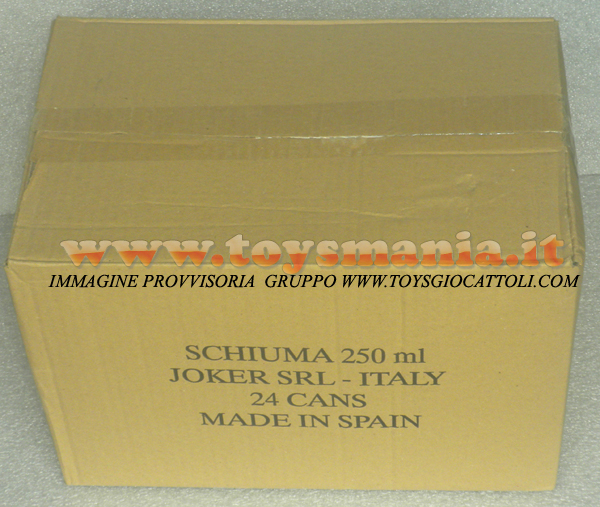 www.toysmania.it
IMMAGINE PROVVISORIA GRUPPO WWW.TOYSGIOCATTOLI.COM
SCHIUMA 250 ml
JOKER SRL - ITALY
24 CANS
MADE IN SPAIN